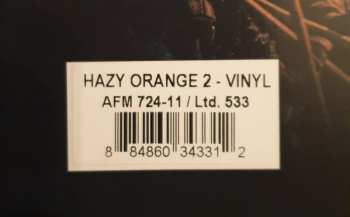 HAZY ORANGE 2 - VINYL
AFM 724-11 / Ltd. 533
8 84860 34331 2